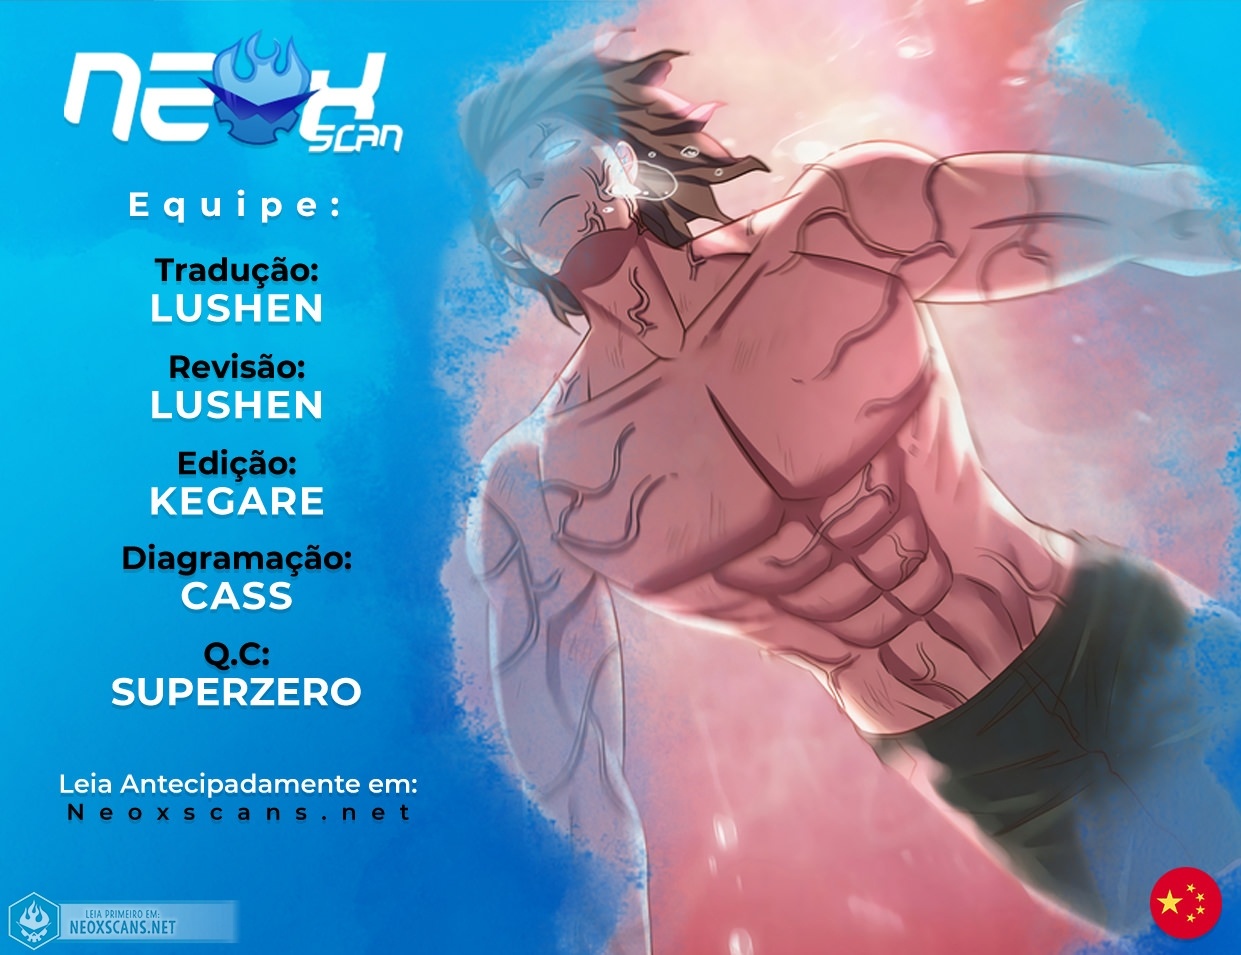 NEOX
SCAN
Equipe:
Tradução:
LUSHEN
Revisão:
LUSHEN
Edição:
KEGARE
Diagramação:
CASS
Q.C:
SUPERZERO
Leia Antecipadamente em:
Neoxscans.net
LEIA PRIMEIRO EM:
NEOXSCANS.NET